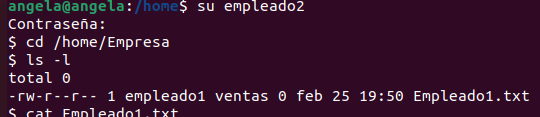 angela@angela:/home$ su empleado2
Contraseña:
$ cd /home/Empresa
$ ls -l
total 0
-rw-r--r-- 1 empleado1 ventas 0 feb 25 19:50 Empleado1.txt
$ cat Empleado1.txt